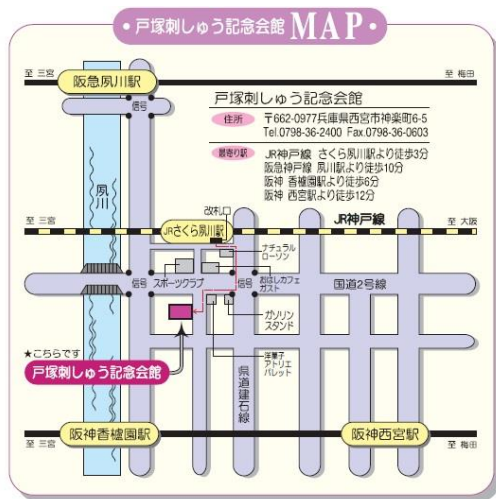 ・戸塚刺しゅう記念会館 MAP・
至 三宮
阪急夙川駅
至 梅田
信号
戸塚刺しゅう記念会館
住所
〒662-0977兵庫県西宮市神楽町6-5
Tel.0798-36-2400 Fax.0798-36-0603
最寄り駅
JR神戸線 さくら夙川駅より徒歩3分
阪急神戸線 夙川駅より徒歩10分
阪神 香櫨園駅より徒歩6分
阪神 西宮駅より徒歩12分
夙川
改札口
至 三宮
JRさくら夙川駅
JR神戸線
至 大阪
ナチュラル
ローソン
信号
スポーツクラブ
信号
おはしカフェ
ガスト
国道2号線
ガソリン
スタンド
★こちらです
戸塚刺しゅう記念会館
洋菓子
アトリエ
パレット
県道建石線
至 三宮
阪神香櫨園駅
阪神西宮駅
至 梅田